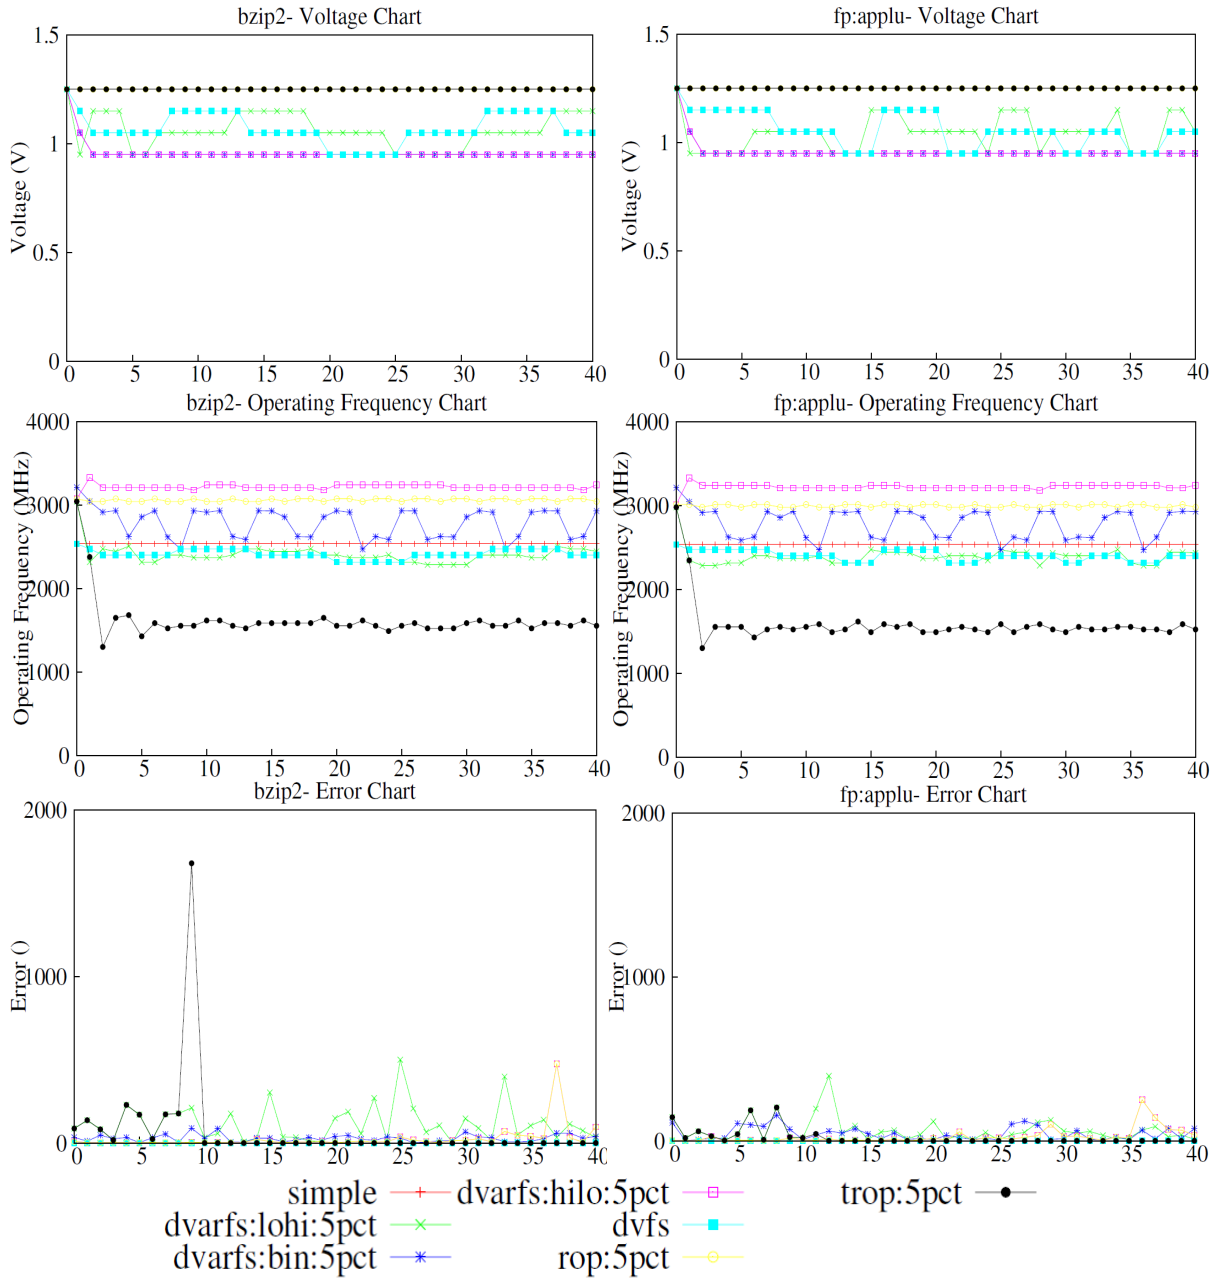 bzip2- Voltage Chart
1.5
1
0.5
0
Voltage (V)
0 5 10 15 20 25 30 35 40
fp:applu- Voltage Chart
1.5
1
0.5
0
Voltage (V)
0 5 10 15 20 25 30 35 40
bzip2- Operating Frequency Chart
4000
3000
2000
1000
0
Operating Frequency (MHz)
0 5 10 15 20 25 30 35 40
fp:applu- Operating Frequency Chart
4000
3000
2000
1000
0
Operating Frequency (MHz)
0 5 10 15 20 25 30 35 40
bzip2- Error Chart
2000
1000
0
Error ()
0 5 10 15 20 25 30 35 40
fp:applu- Error Chart
2000
1000
0
Error ()
0 5 10 15 20 25 30 35 40
simple
dvarfs:lohi:5pct
dvarfs:bin:5pct
dvarfs:hilo:5pct
dvfs
rop:5pct
trop:5pct